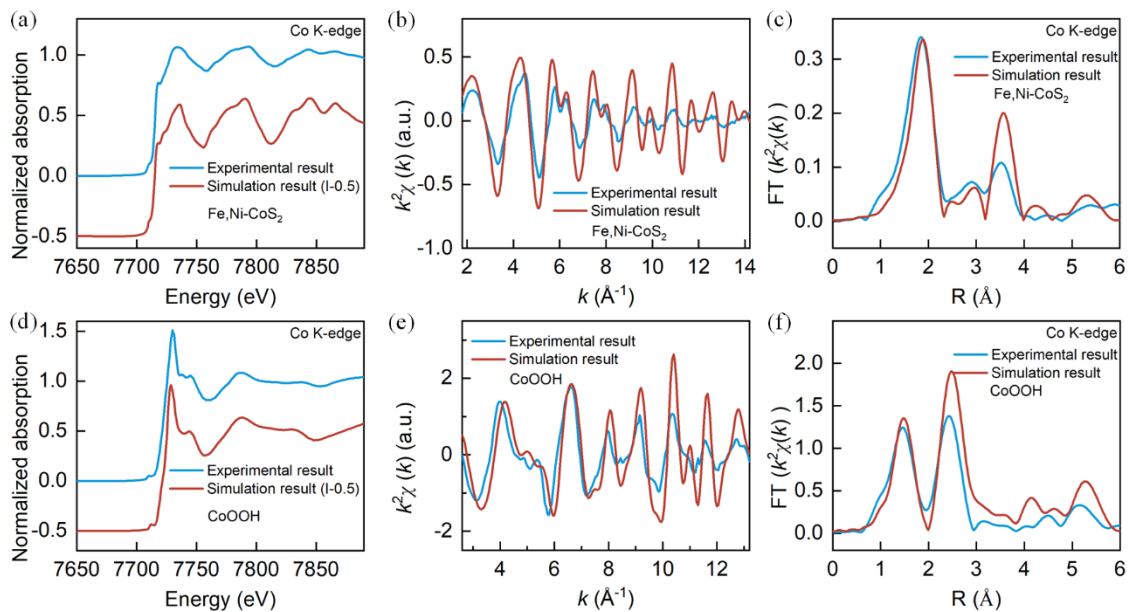 (a)
Co K-edge
Normalized absorption
1.0
0.5
0.0
-0.5
Experimental result
Simulation result (I-0.5)
Fe,Ni-CoS₂
7650 7700 7750 7800 7850
Energy (eV)
(b)
k²χ (k) (a.u.)
0.5
0.0
-0.5
-1.0
Experimental result
Simulation result
Fe,Ni-CoS₂
2 4 6 8 10 12 14
k (Å⁻¹)
(c)
Co K-edge
FT (k²χ(k)
0.3
0.2
0.1
0.0
Experimental result
Simulation result
Fe,Ni-CoS₂
0 1 2 3 4 5 6
R (Å)
(d)
Co K-edge
Normalized absorption
1.5
1.0
0.5
0.0
-0.5
Experimental result
Simulation result (I-0.5)
CoOOH
7650 7700 7750 7800 7850
Energy (eV)
(e)
k²χ (k) (a.u.)
2
0
-2
Experimental result
Simulation result
CoOOH
4 6 8 10 12
k (Å⁻¹)
(f)
Co K-edge
FT (k²χ(k) )
2.0
1.5
1.0
0.5
0.0
Experimental result
Simulation result
CoOOH
0 1 2 3 4 5 6
R (Å)